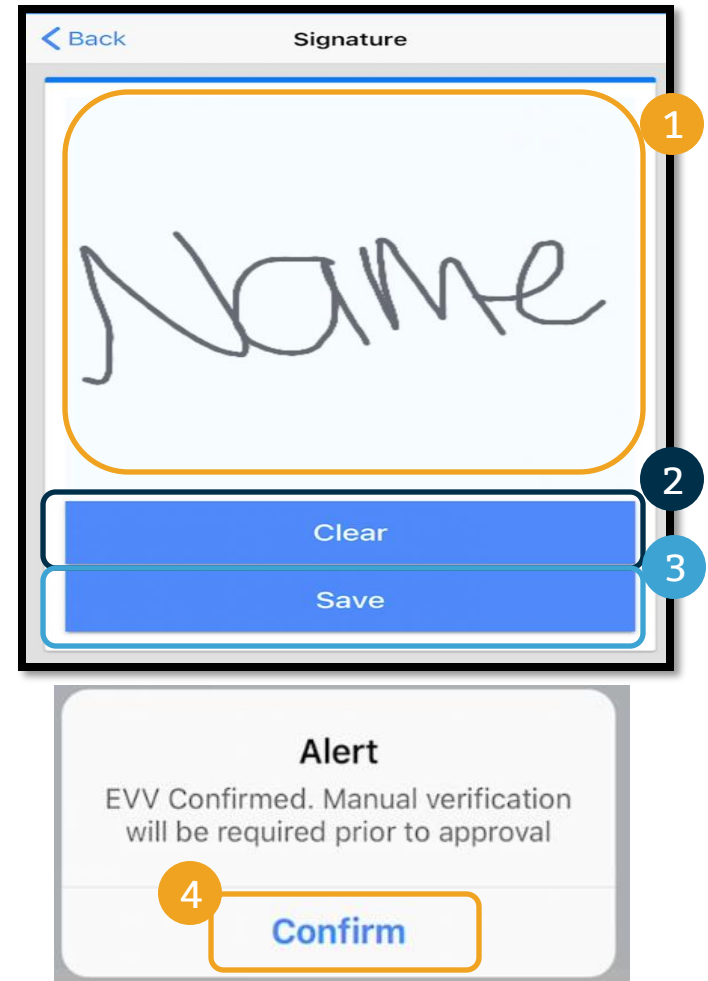 Back
Signature
1
Name
2
Clear
3
Save
Alert
EVV Confirmed. Manual verification
will be required prior to approval
4
Confirm